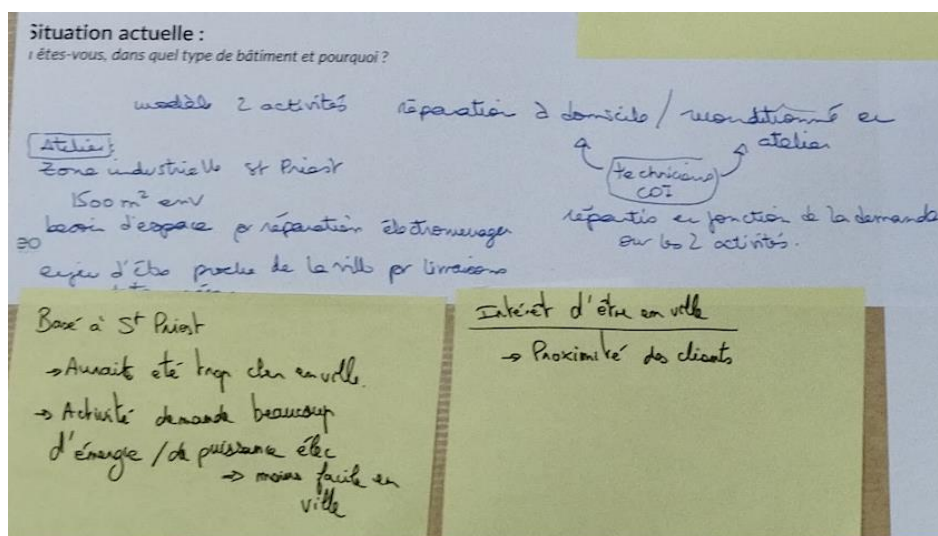 Situation actuelle :
êtes-vous, dans quel type de bâtiment et pourquoi ?
modèle 2 activités réparation à domicile / reconditionné en
atelier
techniciens
COI
répartis en fonction de la demande
sur les 2 activités.
Atelier :
Zone industrielle St Priest
1500 m² env
besoin d'espace pr réparation électromenager
enjeu d'être proche de la ville pr livraisons
Basé à St Priest
→ Aurait été trop cher en ville.
→ Activité demande beaucoup
d'énergie / de puissance élec
→ moins facile en
ville
Intérêt d'être en ville
→ Proximité des clients